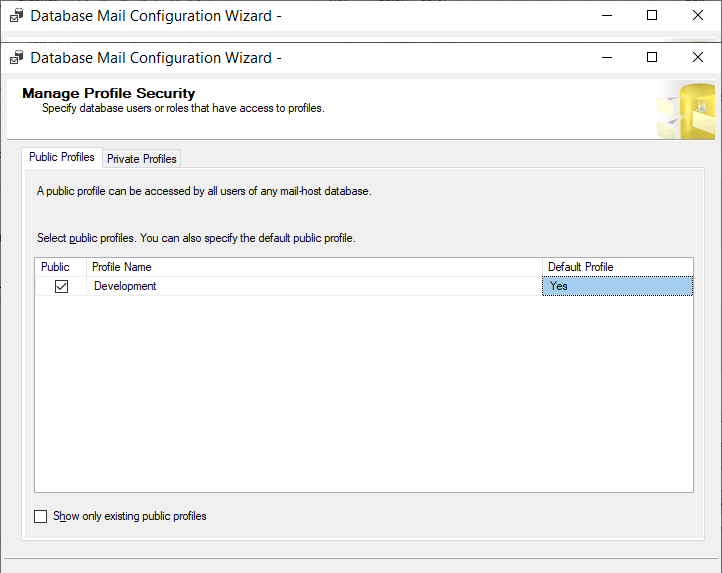 Database Mail Configuration Wizard -
Database Mail Configuration Wizard -
Manage Profile Security
Specify database users or roles that have access to profiles.
Public Profiles Private Profiles
A public profile can be accessed by all users of any mail-host database.
Select public profiles. You can also specify the default public profile.
Public Profile Name Default Profile
Development Yes
Show only existing public profiles